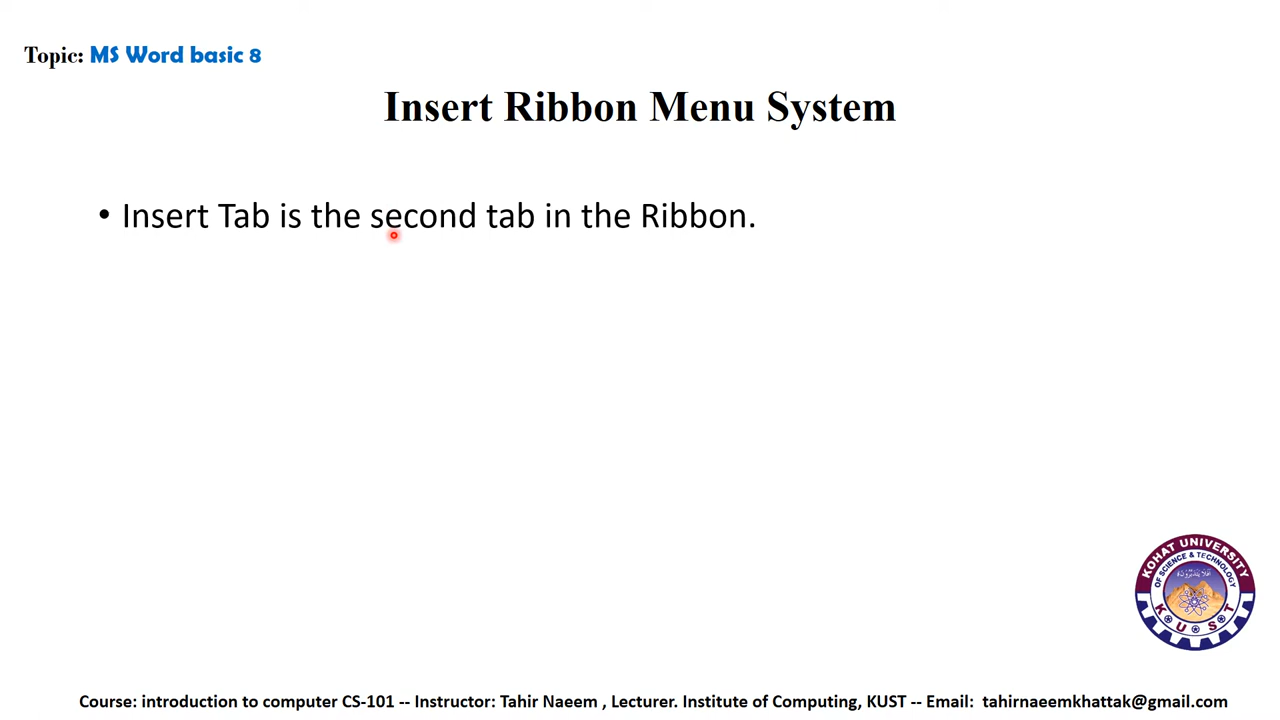 Topic: MS Word basic 8
Insert Ribbon Menu System
• Insert Tab is the second tab in the Ribbon.
KOHAT UNIVERSITY
OF SCIENCE & TECHNOLOGY
K U S T
Course: introduction to computer CS-101 -- Instructor: Tahir Naeem , Lecturer. Institute of Computing, KUST -- Email: tahirnaeemkhattak@gmail.com